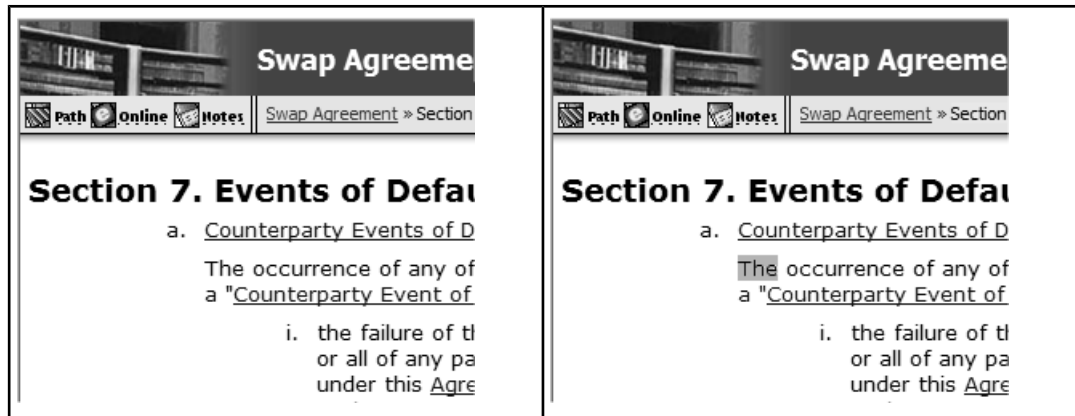 Swap Agreeme
Path Online Notes Swap Agreement » Section
Section 7. Events of Defau
a. Counterparty Events of D
The occurrence of any of
a "Counterparty Event of
i. the failure of th
or all of any pa
under this Agre
Swap Agreeme
Path Online Notes Swap Agreement » Section
Section 7. Events of Defau
a. Counterparty Events of D
The occurrence of any of
a "Counterparty Event of
i. the failure of th
or all of any pa
under this Agre